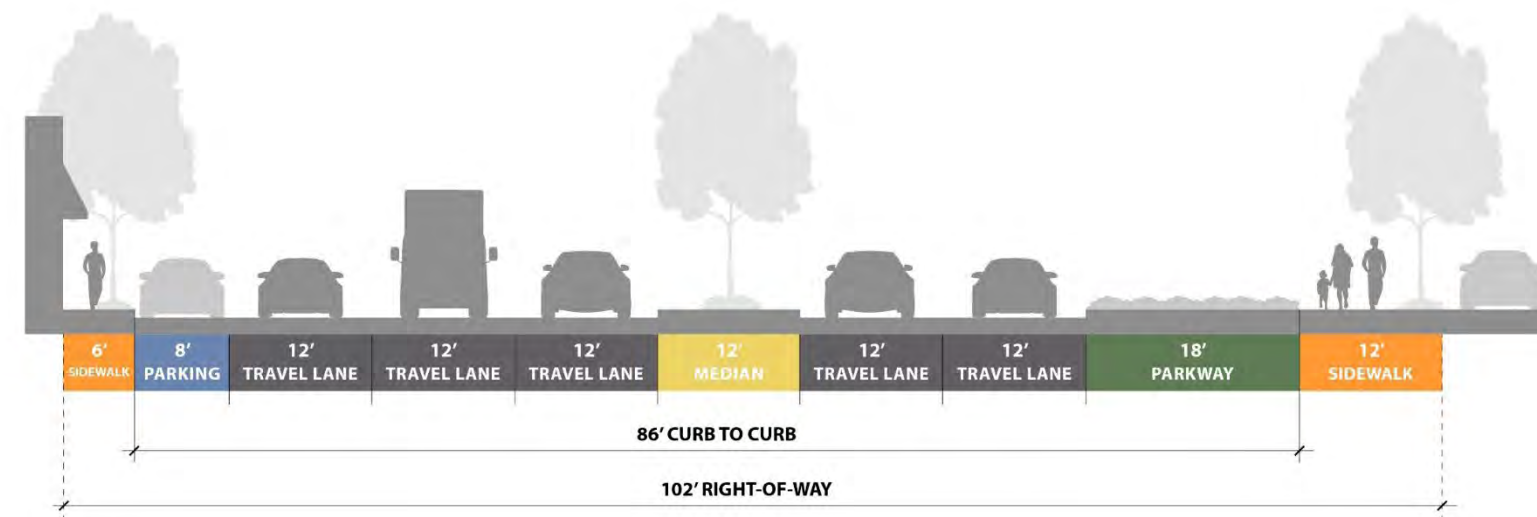 6'
SIDEWALK
8'
PARKING
12'
TRAVEL LANE
12'
TRAVEL LANE
12'
TRAVEL LANE
12'
MEDIAN
12'
TRAVEL LANE
12'
TRAVEL LANE
18'
PARKWAY
12'
SIDEWALK
86' CURB TO CURB
102' RIGHT-OF-WAY